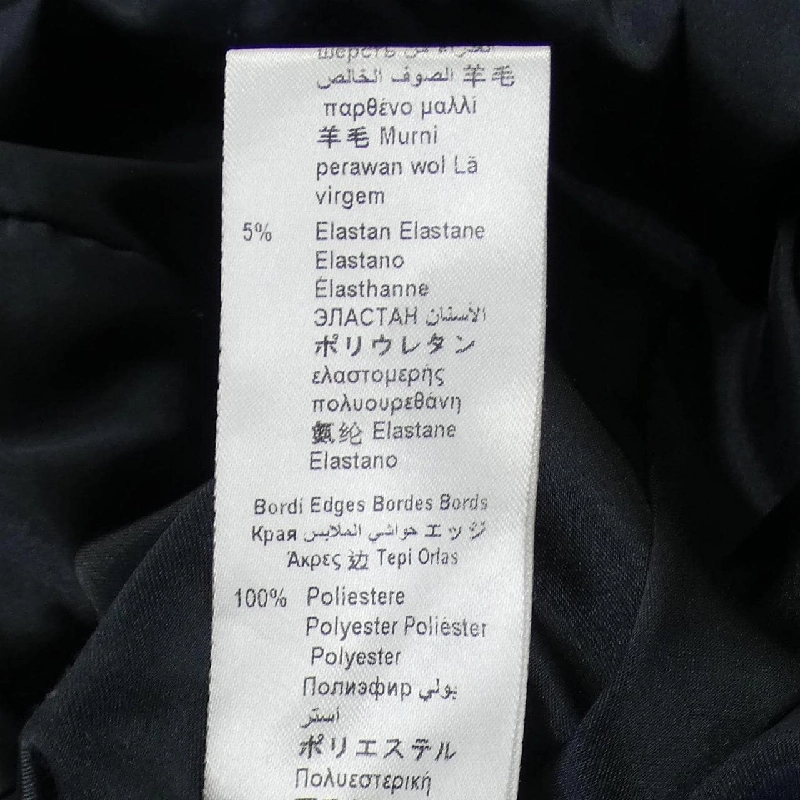 шерсть العذراء من
الصوف الخالص 羊毛
παρθένο μαλλί
羊毛 Murni
perawan wol Lã
virgem
5% Elastan Elastane
Elastano
Élasthanne
ЭЛАСТАН الأستان
ポリウレタン
ελαστομερής
πολυουρεθάνη
氨纶 Elastane
Elastano
Bordi Edges Bordes Bords
Края حواشي الملابس エッジ
Άκρες 边 Tepi Orlas
100% Poliestere
Polyester Poliéster
Polyester
Полиэфир بولي
استر
ポリエステル
Πολυεστερική